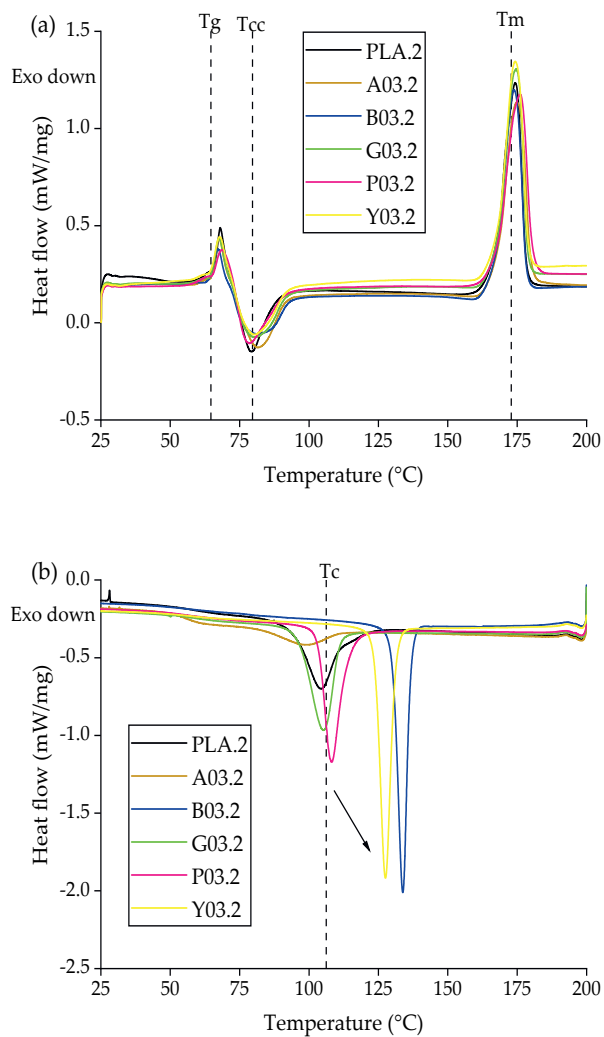 (a)
Tg
Tcc
Tm
1.5
Exo down
1.0
0.5
0.0
-0.5
Heat flow (mW/mg)
PLA.2
A03.2
B03.2
G03.2
P03.2
Y03.2
25
50
75
100
125
150
175
200
Temperature (°C)
(b)
Tc
0.0
Exo down
-0.5
-1.0
-1.5
-2.0
-2.5
Heat flow (mW/mg)
PLA.2
A03.2
B03.2
G03.2
P03.2
Y03.2
25
50
75
100
125
150
175
200
Temperature (°C)